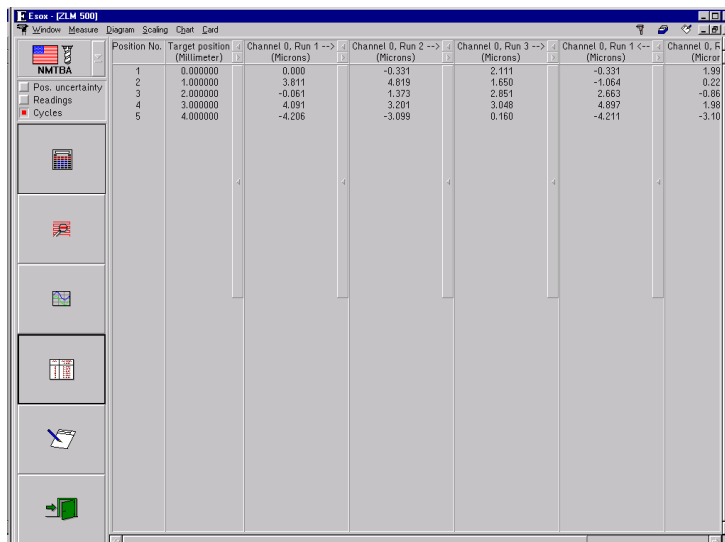 Esox - [ZLM 500]
Window Measure Diagram Scaling Chart Card
NMTBA
Pos. uncertainty
Readings
Cycles
Position No. Target position Channel 0, Run 1 --> Channel 0, Run 2 --> Channel 0, Run 3 --> Channel 0, Run 1 <-- Channel 0, R
(Millimeter) (Microns) (Microns) (Microns) (Microns) (Micror
1 0.000000 0.000 -0.331 2.111 -0.331 1.99
2 1.000000 3.811 4.819 1.650 -1.064 0.22
3 2.000000 -0.061 1.373 2.851 2.663 -0.86
4 3.000000 4.091 3.201 3.048 4.897 1.98
5 4.000000 -4.206 -3.099 0.160 -4.211 -3.10